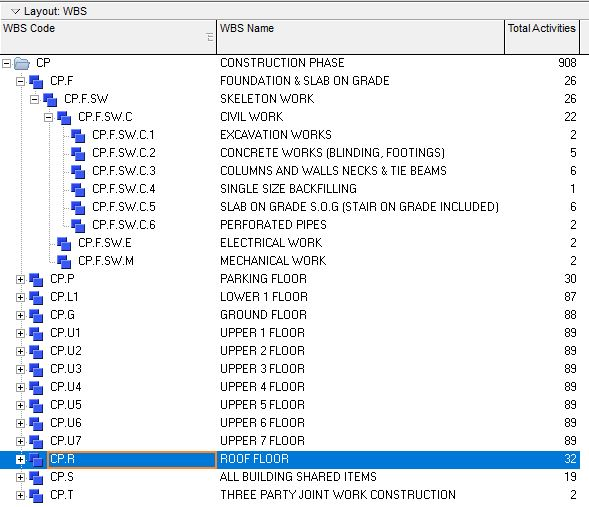 Layout: WBS
WBS Code WBS Name Total Activities
CP CONSTRUCTION PHASE 908
CP.F FOUNDATION & SLAB ON GRADE 26
CP.F.SW SKELETON WORK 26
CP.F.SW.C CIVIL WORK 22
CP.F.SW.C.1 EXCAVATION WORKS 2
CP.F.SW.C.2 CONCRETE WORKS (BLINDING, FOOTINGS) 5
CP.F.SW.C.3 COLUMNS AND WALLS NECKS & TIE BEAMS 6
CP.F.SW.C.4 SINGLE SIZE BACKFILLING 1
CP.F.SW.C.5 SLAB ON GRADE S.O.G (STAIR ON GRADE INCLUDED) 6
CP.F.SW.C.6 PERFORATED PIPES 2
CP.F.SW.E ELECTRICAL WORK 2
CP.F.SW.M MECHANICAL WORK 2
CP.P PARKING FLOOR 30
CP.L1 LOWER 1 FLOOR 87
CP.G GROUND FLOOR 88
CP.U1 UPPER 1 FLOOR 89
CP.U2 UPPER 2 FLOOR 89
CP.U3 UPPER 3 FLOOR 89
CP.U4 UPPER 4 FLOOR 89
CP.U5 UPPER 5 FLOOR 89
CP.U6 UPPER 6 FLOOR 89
CP.U7 UPPER 7 FLOOR 89
CP.R ROOF FLOOR 32
CP.S ALL BUILDING SHARED ITEMS 19
CP.T THREE PARTY JOINT WORK CONSTRUCTION 2